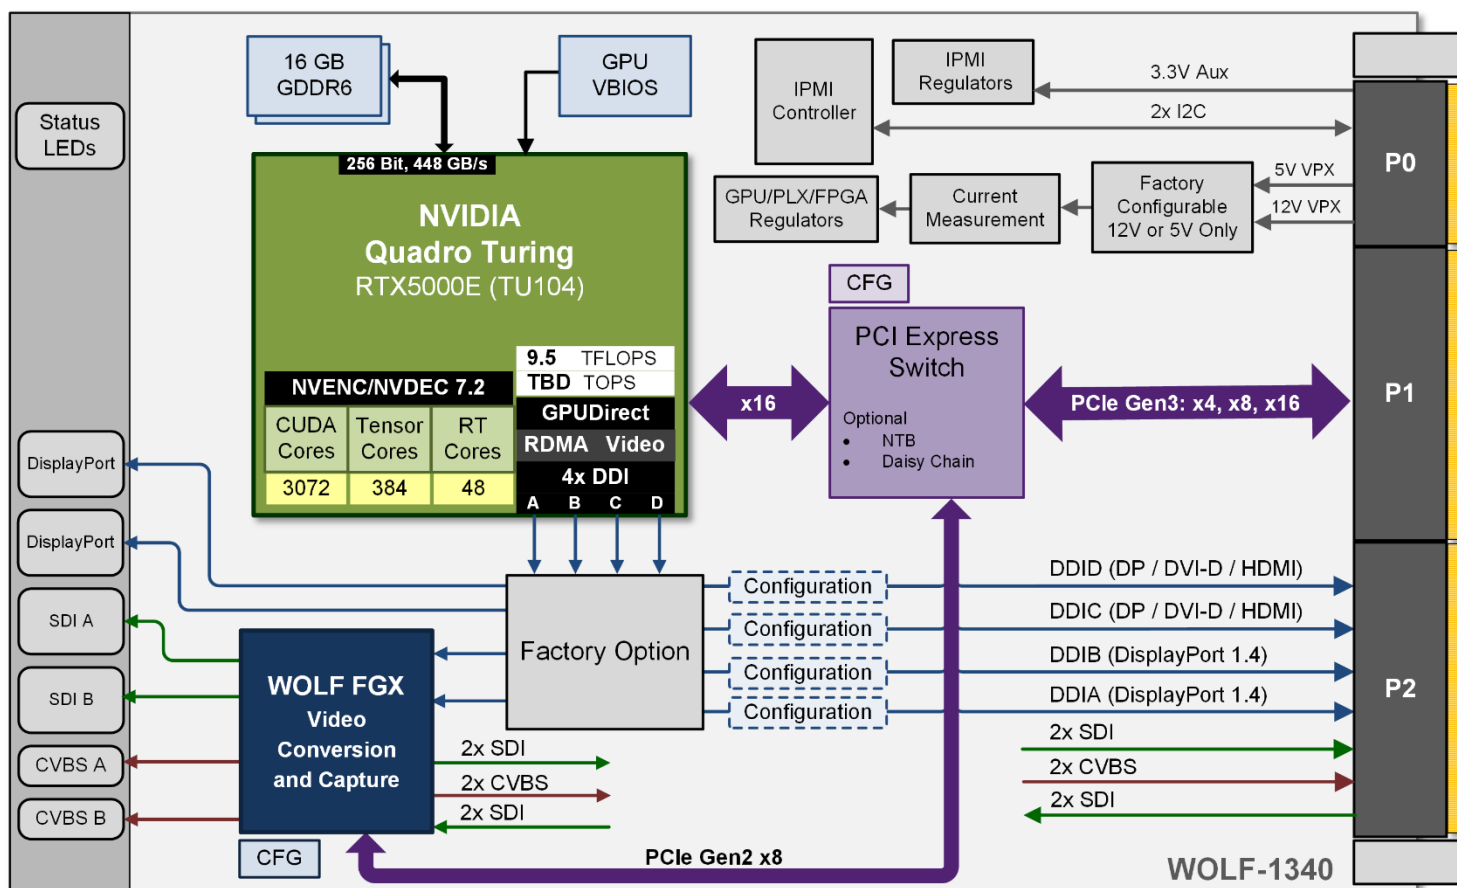 16 GB
GDDR6
GPU
VBIOS
IPMI
Controller
IPMI
Regulators
3.3V Aux
2x I2C
Status
LEDs
256 Bit, 448 GB/s
NVIDIA
Quadro Turing
RTX5000E (TU104)
GPU/PLX/FPGA
Regulators
Current
Measurement
Factory
Configurable
12V or 5V Only
5V VPX
12V VPX
P0
CFG
PCI Express
Switch
Optional
• NTB
• Daisy Chain
9.5 TFLOPS
TBD TOPS
NVENC/NVDEC 7.2
GPUDirect
CUDA
Cores
Tensor
Cores
RT
Cores
RDMA Video
4x DDI
3072
384
48
A B C D
x16
PCIe Gen3: x4, x8, x16
P1
DisplayPort
DisplayPort
SDI A
SDI B
CVBS A
CVBS B
Factory Option
Configuration
DDID (DP / DVI-D / HDMI)
Configuration
DDIC (DP / DVI-D / HDMI)
Configuration
DDIB (DisplayPort 1.4)
Configuration
DDIA (DisplayPort 1.4)
P2
WOLF FGX
Video
Conversion
and Capture
2x SDI
2x CVBS
2x SDI
2x SDI
2x CVBS
2x SDI
CFG
PCIe Gen2 x8
WOLF-1340